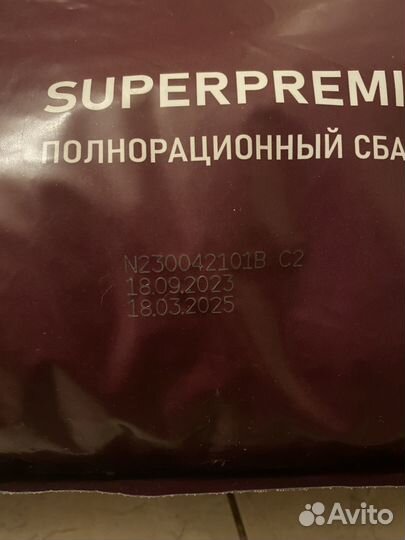 SUPERPREMI
ПОЛНОРАЦИОННЫЙ СБА
N230042101B C2
18.09.2023
18.03.2025
Avito